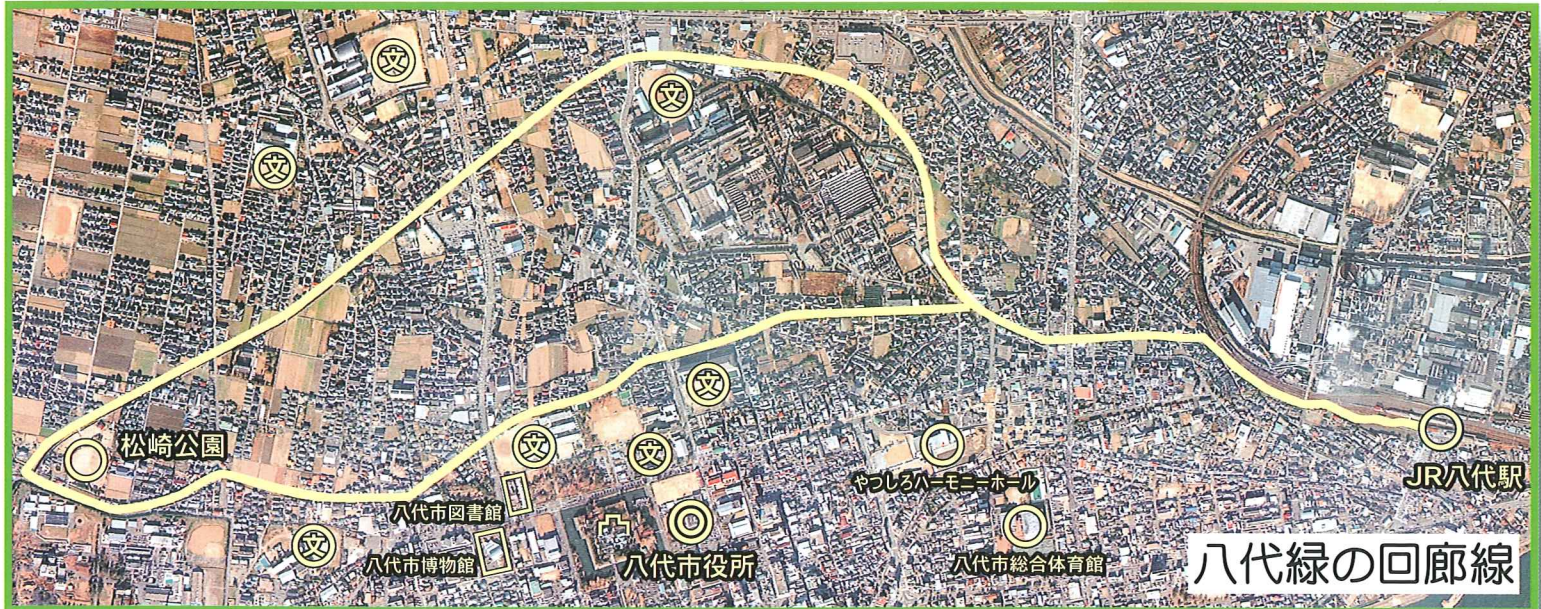 文
文
文
文
松崎公園
文
文
やつしろハーモニーホール
JR八代駅
八代市図書館
文
八代市博物館
八代市役所
八代市総合体育館
八代緑の回廊線